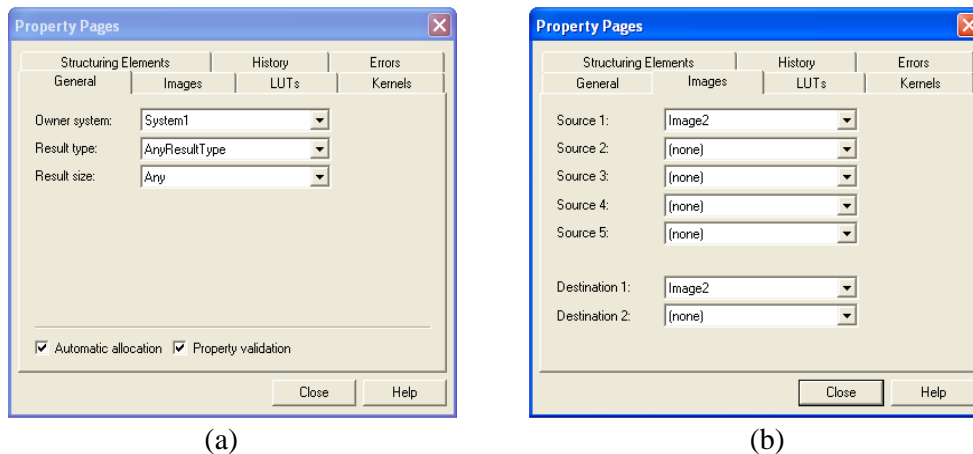 Property Pages
Structuring Elements History Errors
General Images LUTs Kernels
Owner system: System1
Result type: AnyResultType
Result size: Any
Automatic allocation Property validation
Close Help
(a)
Property Pages
Structuring Elements History Errors
General Images LUTs Kernels
Source 1: Image2
Source 2: (none)
Source 3: (none)
Source 4: (none)
Source 5: (none)
Destination 1: Image2
Destination 2: (none)
Close Help
(b)